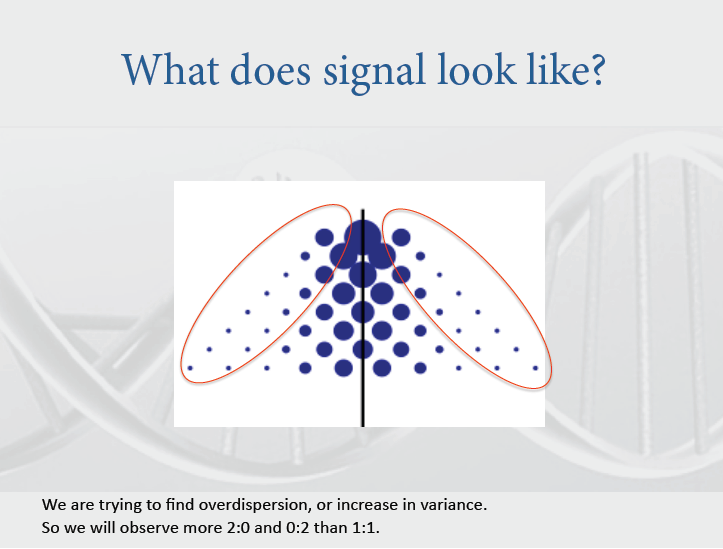 What does signal look like?
We are trying to find overdispersion, or increase in variance.
So we will observe more 2:0 and 0:2 than 1:1.